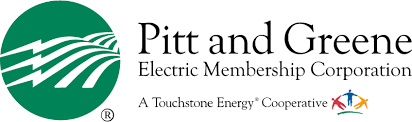 Pitt and Greene
Electric Membership Corporation
A Touchstone Energy® Cooperative
®